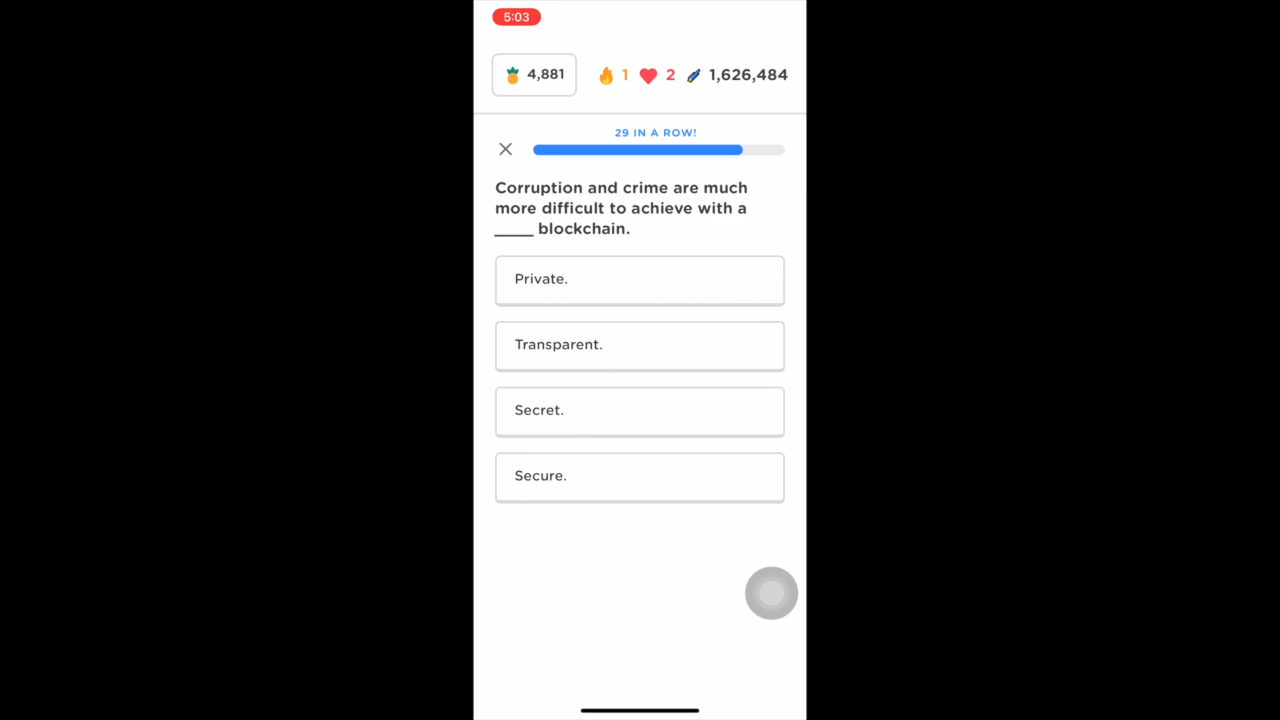 5:03
4,881 1 2 1,626,484
29 IN A ROW!
Corruption and crime are much
more difficult to achieve with a
____ blockchain.
Private.
Transparent.
Secret.
Secure.